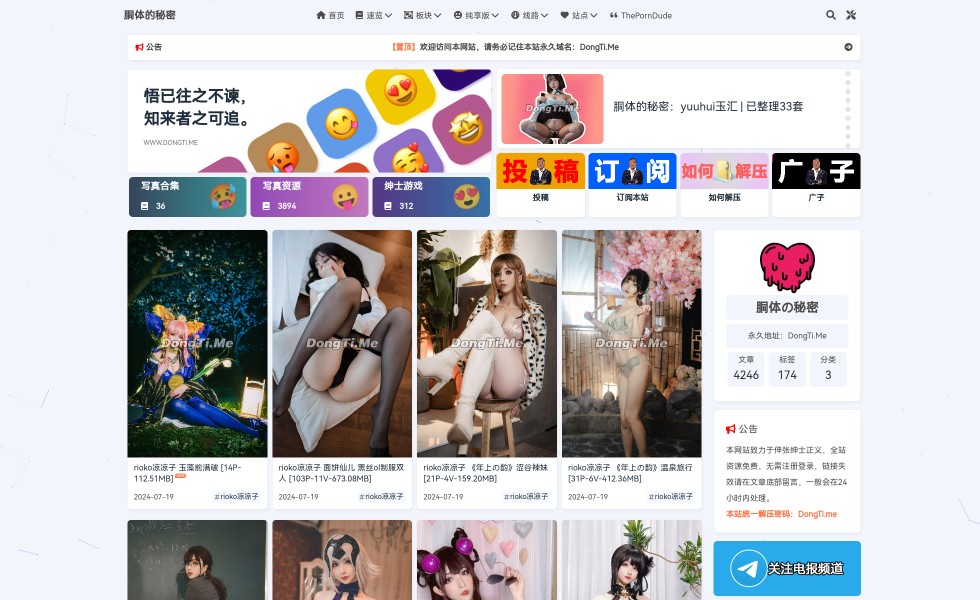 胴体的秘密
首页 速览 板块 纯享版 线路 站点 ThePornDude
公告
【置顶】欢迎访问本网站，请务必记住本站永久域名：DongTi.Me
悟已往之不谏，
知来者之可追。
WWW.DONGTI.ME
DongTi.Me
胴体的秘密：yuuhui玉汇 | 已整理33套
写真合集
36
写真资源
3894
绅士游戏
312
投稿
订阅
如何解压
广子
投稿
订阅本站
如何解压
广子
DongTi.Me
DongTi.Me
DongTi.Me
DongTi.Me
rioko凉凉子 玉藻前满破 [14P-
112.51MB]
2024-07-19 #rioko凉凉子
rioko凉凉子 面饼仙儿 黑丝ol制服双
人 [103P-11V-673.08MB]
2024-07-19 #rioko凉凉子
rioko凉凉子 《年上の韵》涩谷辣妹
[21P-4V-159.20MB]
2024-07-19 #rioko凉凉子
rioko凉凉子 《年上の韵》温泉旅行
[31P-6V-412.36MB]
2024-07-19 #rioko凉凉子
胴体の秘密
永久地址：DongTi.Me
文章 标签 分类
4246 174 3
公告
本网站致力于伸张绅士正义，全站
资源免费，无需注册登录，链接失
效请在文章底部留言，一般会在24
小时内处理。
本站统一解压密码：DongTi.me
关注电报频道